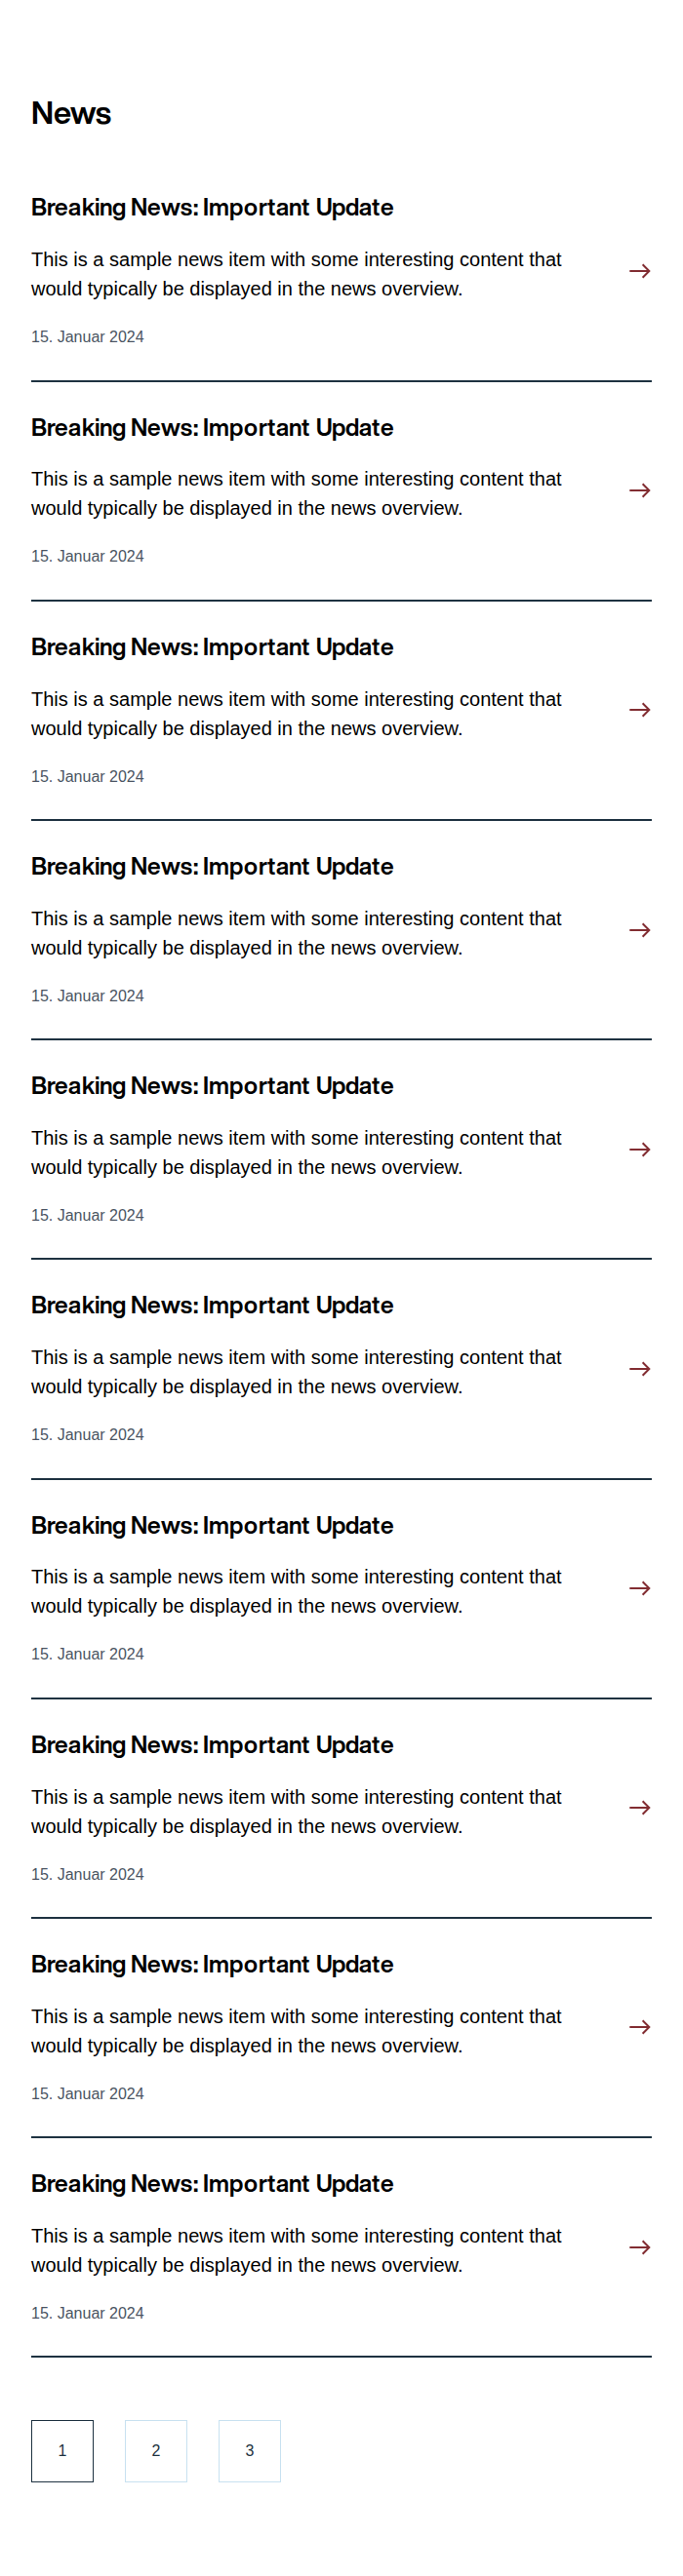 News
Breaking News: Important Update
This is a sample news item with some interesting content that
would typically be displayed in the news overview.
15. Januar 2024
Breaking News: Important Update
This is a sample news item with some interesting content that
would typically be displayed in the news overview.
15. Januar 2024
Breaking News: Important Update
This is a sample news item with some interesting content that
would typically be displayed in the news overview.
15. Januar 2024
Breaking News: Important Update
This is a sample news item with some interesting content that
would typically be displayed in the news overview.
15. Januar 2024
Breaking News: Important Update
This is a sample news item with some interesting content that
would typically be displayed in the news overview.
15. Januar 2024
Breaking News: Important Update
This is a sample news item with some interesting content that
would typically be displayed in the news overview.
15. Januar 2024
Breaking News: Important Update
This is a sample news item with some interesting content that
would typically be displayed in the news overview.
15. Januar 2024
Breaking News: Important Update
This is a sample news item with some interesting content that
would typically be displayed in the news overview.
15. Januar 2024
Breaking News: Important Update
This is a sample news item with some interesting content that
would typically be displayed in the news overview.
15. Januar 2024
Breaking News: Important Update
This is a sample news item with some interesting content that
would typically be displayed in the news overview.
15. Januar 2024
1 2 3